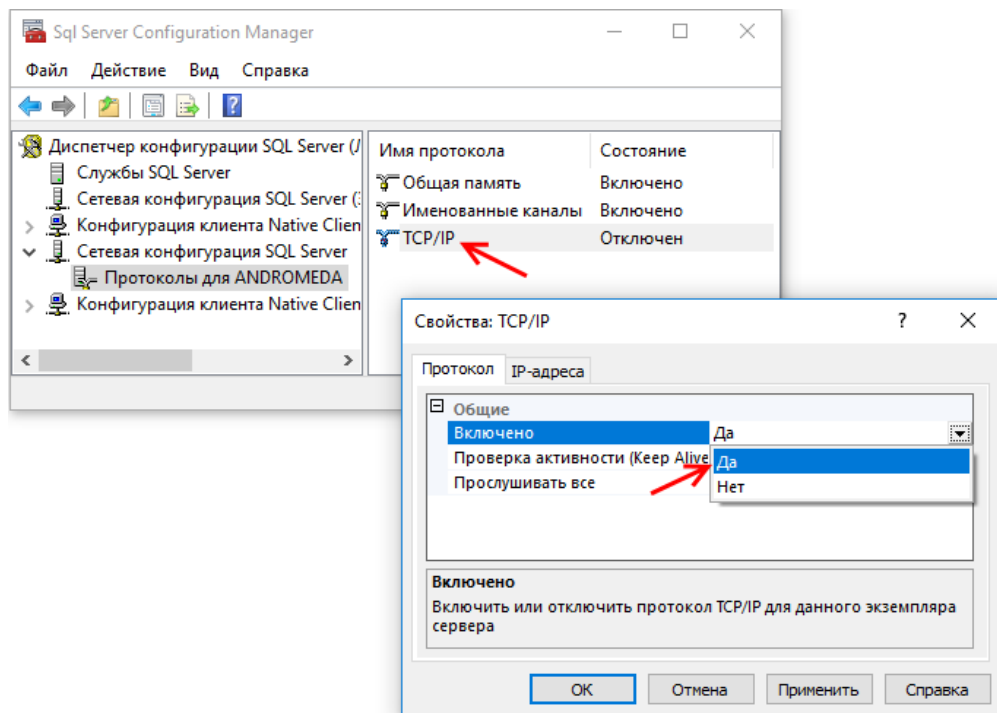 Sql Server Configuration Manager
Файл Действие Вид Справка
Диспетчер конфигурации SQL Server (Л
Службы SQL Server
Сетевая конфигурация SQL Server (3
Конфигурация клиента Native Clien
Сетевая конфигурация SQL Server
Протоколы для ANDROMEDA
Конфигурация клиента Native Clien
Имя протокола Состояние
Общая память Включено
Именованные каналы Включено
TCP/IP Отключен
Свойства: TCP/IP
Протокол IP-адреса
Общие
Включено Да
Проверка активности (Keep Alive
Да
Прослушивать все
Нет
Включено
Включить или отключить протокол TCP/IP для данного экземпляра
сервера
OK Отмена Применить Справка